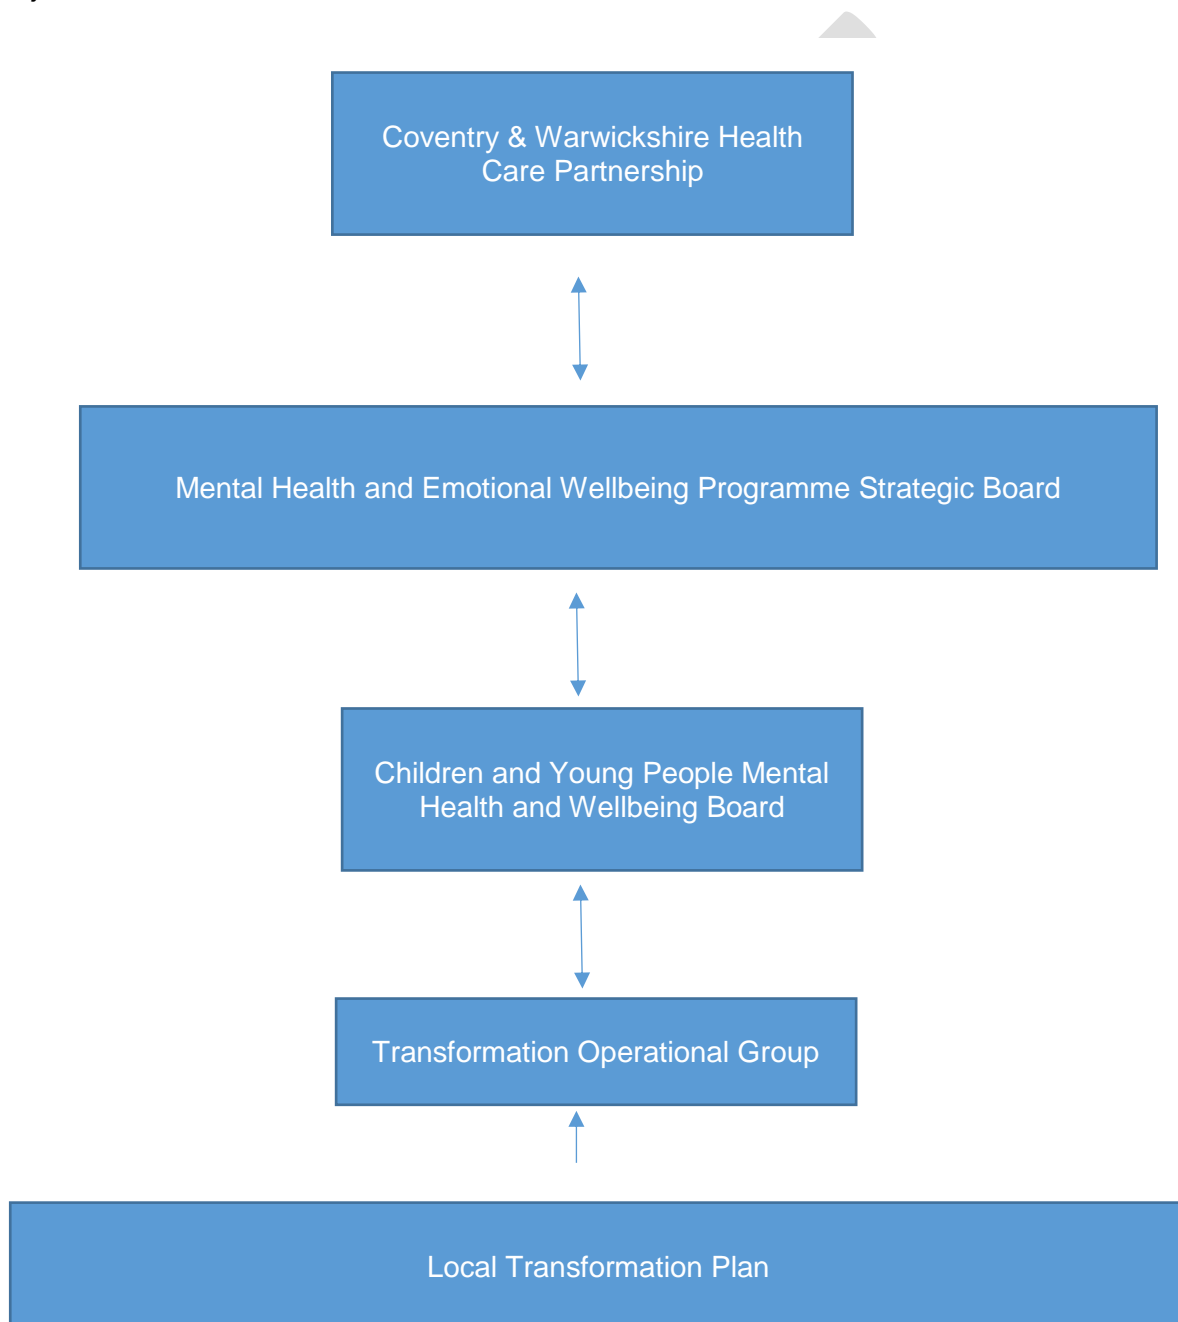 Coventry & Warwickshire Health
Care Partnership
Mental Health and Emotional Wellbeing Programme Strategic Board
Children and Young People Mental
Health and Wellbeing Board
Transformation Operational Group
Local Transformation Plan